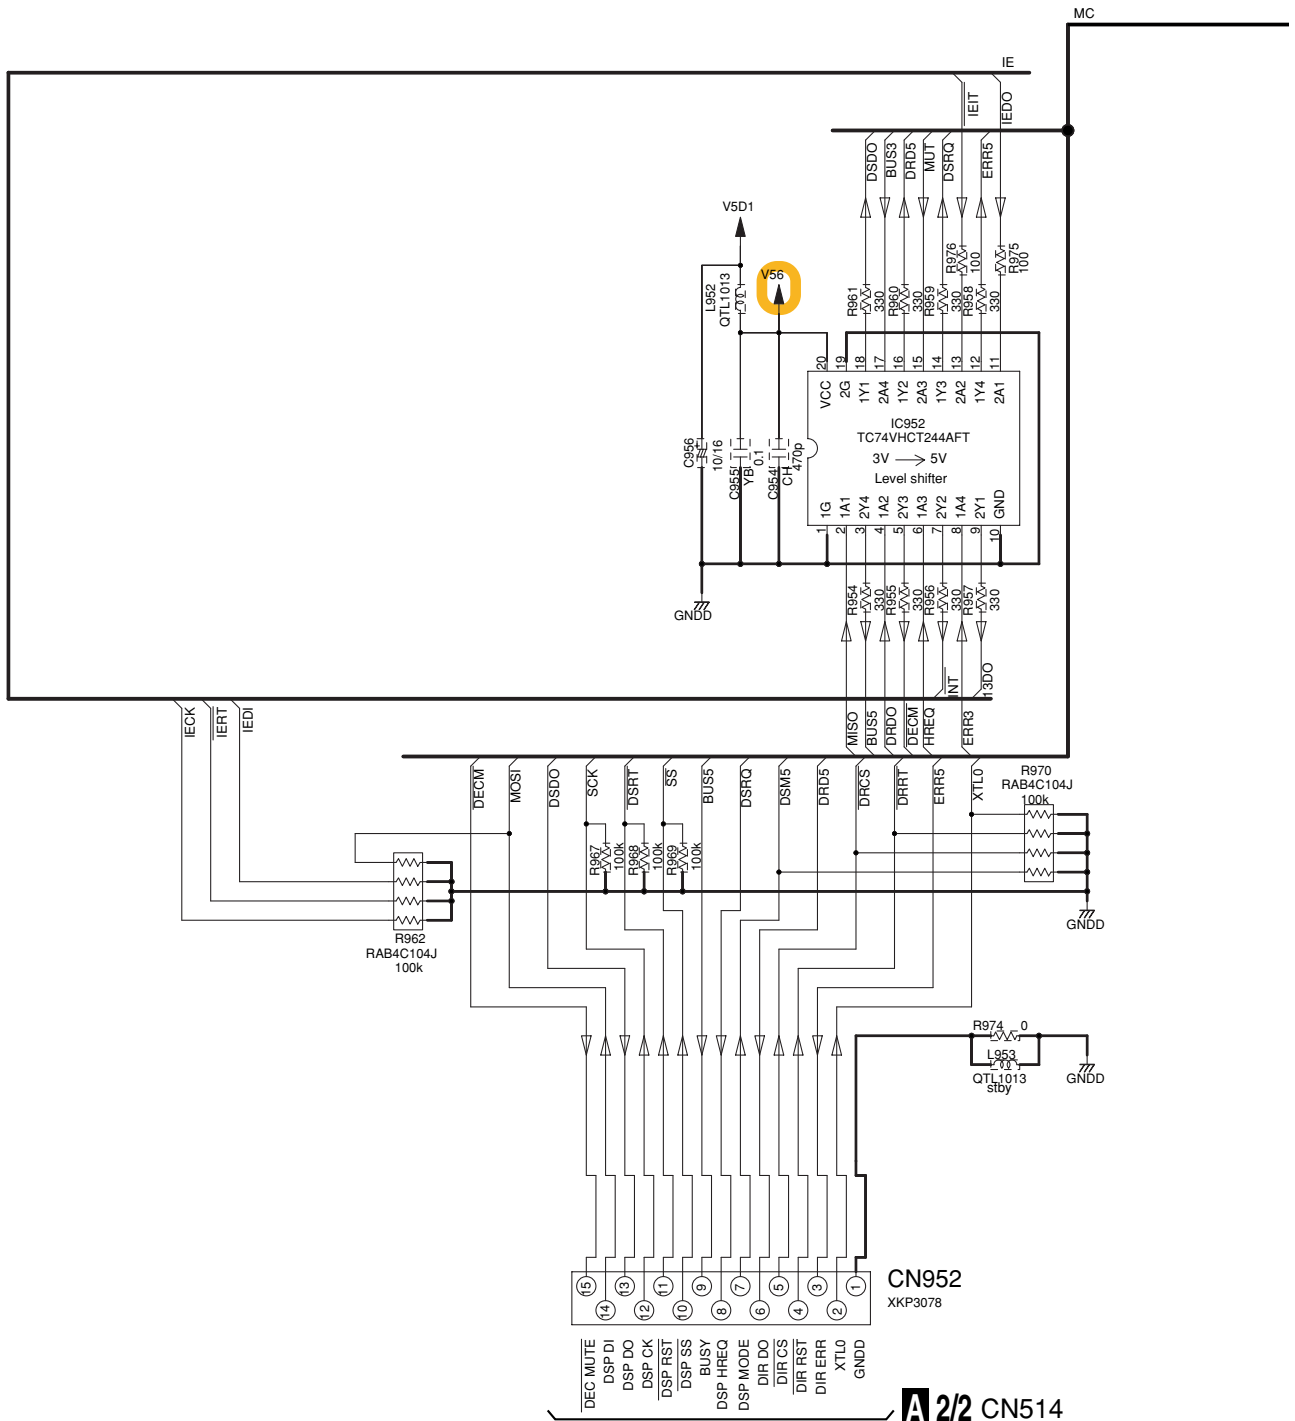 MC
IE
IEIT
IEDO
DSDO
BUS3
DRD5
MUT
DSRQ
ERR5
V5D1
V56
L952
QTL1013
R976
100
R975
100
R961
330
R960
330
R959
330
R958
330
20
19
18
17
16
15
14
13
12
11
VCC
2G
1Y1
2A4
1Y2
2A3
1Y3
2A2
1Y4
2A1
IC952
TC74VHCT244AFT
3V 5V
Level shifter
C956
10/16
C955
YB
0.1
C954
CH
470p
1G
1A1
2Y4
1A2
2Y3
1A3
2Y2
1A4
2Y1
GND
1
2
3
4
5
6
7
8
9
10
GNDD
R954
330
R955
330
R956
330
R957
330
INT
13DO
IECK
IERT
IEDI
MISO
BUS5
DRDO
DECM
HREQ
ERR3
DECM
MOSI
DSDO
SCK
DSRT
SS
BUS5
DSRQ
DSM5
DRD5
DRCS
DRRT
ERR5
XTL0
R970
RAB4C104J
100k
R967
100k
R968
100k
R969
100k
GNDD
R962
RAB4C104J
100k
R974 0
L953
QTL1013
stby
GNDD
15
14
13
12
11
10
9
8
7
6
5
4
3
2
1
CN952
XKP3078
DEC MUTE
DSP DI
DSP DO
DSP CK
DSP RST
DSP SS
BUSY
DSP HREQ
DSP MODE
DIR DO
DIR CS
DIR RST
DIR ERR
XTL0
GNDD
A 2/2 CN514